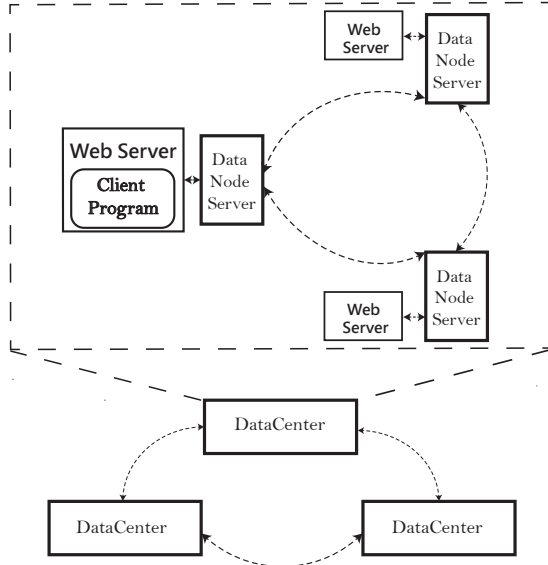 Web
Server
Data
Node
Server
Web Server
Client
Program
Data
Node
Server
Data
Node
Server
Web
Server
DataCenter
DataCenter
DataCenter